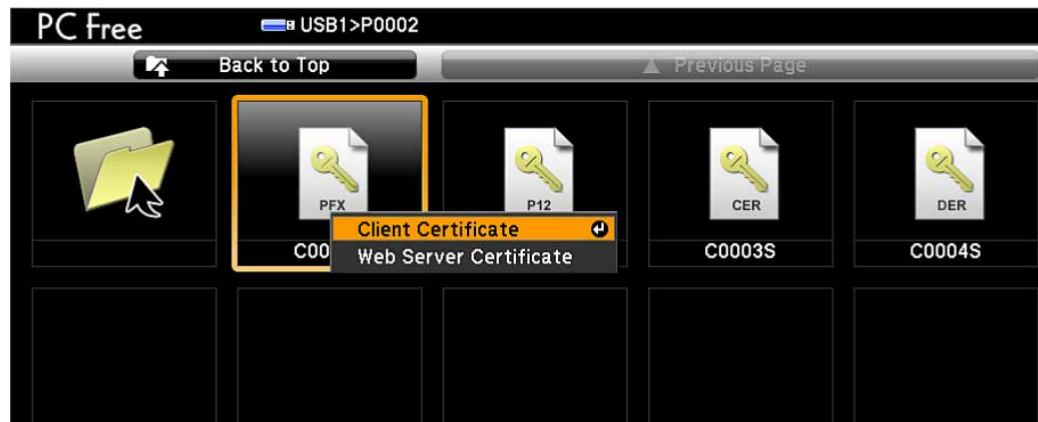 PC Free
USB1>P0002
Back to Top
Previous Page
PFX
P12
CER
DER
Client Certificate
Web Server Certificate
C00
C0003S
C0004S